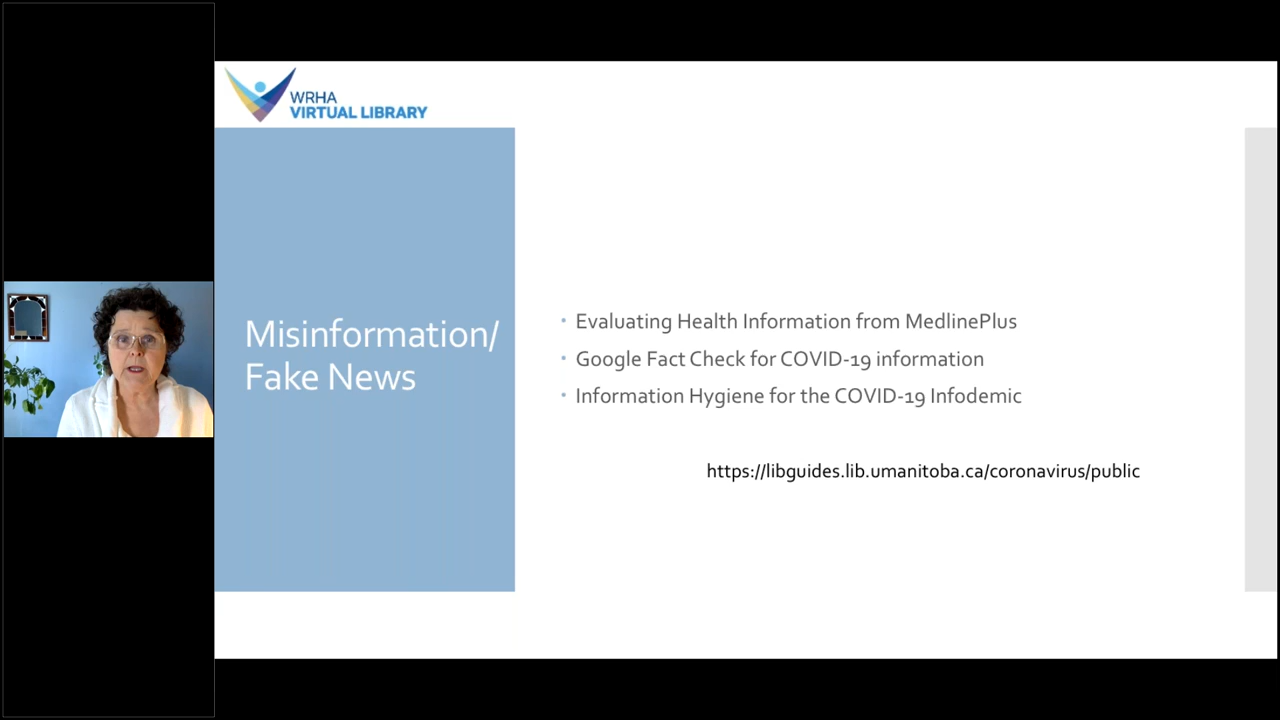 WRHA
VIRTUAL LIBRARY
Misinformation/
Fake News
• Evaluating Health Information from MedlinePlus
• Google Fact Check for COVID-19 information
• Information Hygiene for the COVID-19 Infodemic
https://libguides.lib.umanitoba.ca/coronavirus/public